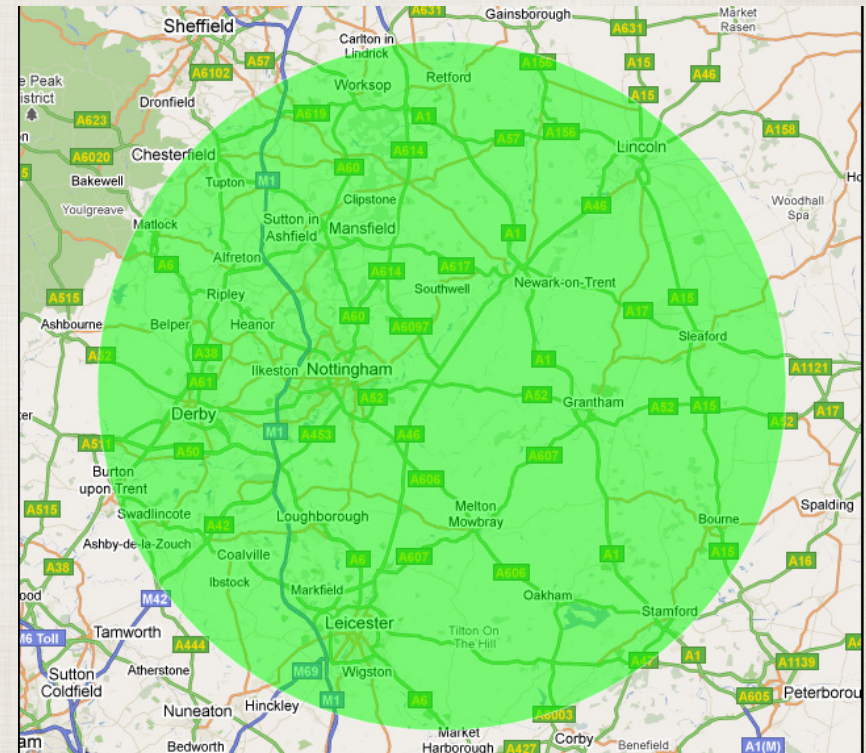 A631
Gainsborough
Market
Rasen
Sheffield
A631
Carlton in
Lindrick
A57
A156
A15
A6102
Worksop
Retford
A46
e Peak
istrict
Dronfield
A15
A623
A619
A1
A156
A158
A57
Lincoln
A6020
Chesterfield
A614
A60
Bakewell
Tupton
M1
Ho
Youlgreave
Clipstone
A46
Woodhall
Spa
Matlock
Sutton in
Ashfield
Mansfield
A1
Alfreton
A6
A614
A617
Newark-on-Trent
Southwell
A515
Ripley
A15
A17
Ashbourne
Belper
Heanor
A60
A6097
Sleaford
A52
A38
A1
Ilkeston
Nottingham
A1121
A61
A52
A52
Grantham
A52
A15
A17
ter
Derby
A52
M1
A453
A46
A511
A50
A607
Burton
upon Trent
A606
A515
Swadlincote
Loughborough
Melton
Mowbray
Spalding
A42
Bourne
Ashby-de-la-Zouch
Coalville
A6
A607
A1
A15
A16
A38
Ibstock
Markfield
A606
Oakham
ood
M42
Stamford
Leicester
Tamworth
M6 Toll
A444
Tilton On
The Hill
A4
A47
A1
A1139
Sutton
Coldfield
Atherstone
M69
Wigston
Peterborou
A605
Nuneaton
Hinckley
M1
A6
A6003
am
Bedworth
Market
Harborough
A427
Corby
Benefield
A1(M)